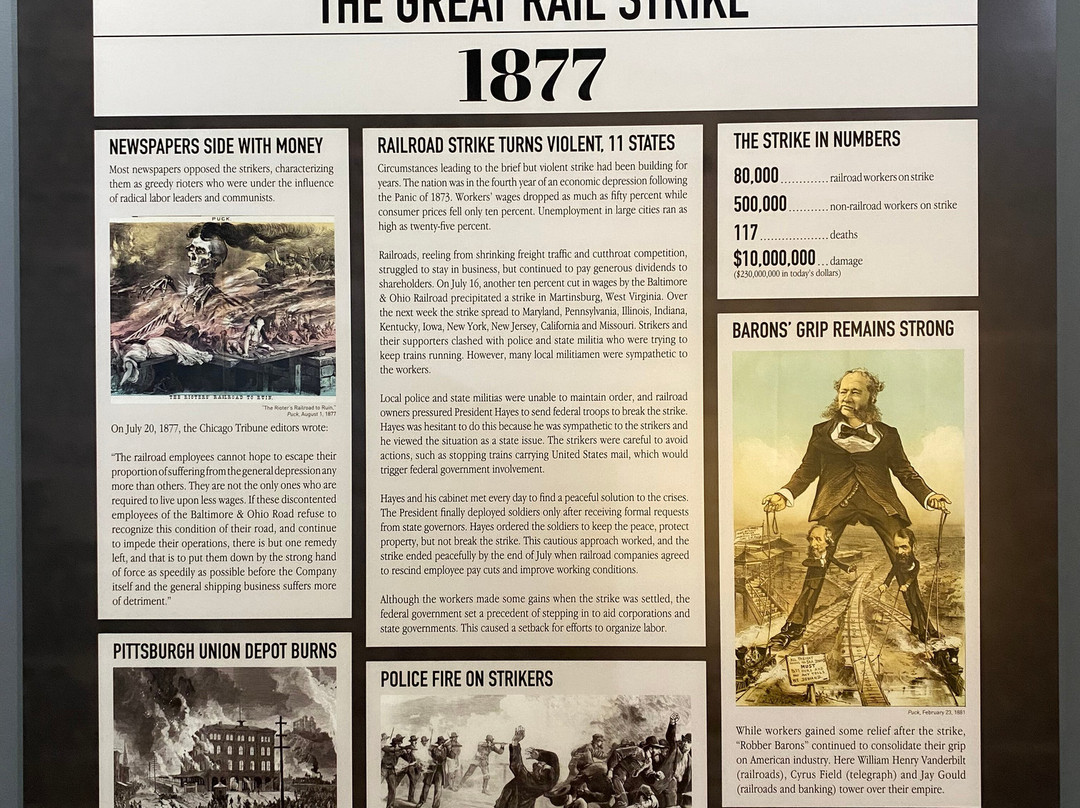 THE GREAT RAIL STRIKE
1877
NEWSPAPERS SIDE WITH MONEY
Most newspapers opposed the strikers, characterizing
them as greedy rioters who were under the influence
of radical labor leaders and communists.
PUCK.
THE RIOTERS' RAILROAD TO RUIN.
"The Rioter's Railroad to Ruin."
Puck, August 1, 1877
On July 20, 1877, the Chicago Tribune editors wrote:
"The railroad employees cannot hope to escape their
proportion of suffering from the general depression any
more than others. They are not the only ones who are
required to live upon less wages. If these discontented
employees of the Baltimore & Ohio Road refuse to
recognize this condition of their road, and continue
to impede their operations, there is but one remedy
left, and that is to put them down by the strong hand
of force as speedily as possible before the Company
itself and the general shipping business suffers more
of detriment."
PITTSBURGH UNION DEPOT BURNS
RAILROAD STRIKE TURNS VIOLENT, 11 STATES
Circumstances leading to the brief but violent strike had been building for
years. The nation was in the fourth year of an economic depression following
the Panic of 1873. Workers' wages dropped as much as fifty percent while
consumer prices fell only ten percent. Unemployment in large cities ran as
high as twenty-five percent.
Railroads, reeling from shrinking freight traffic and cutthroat competition,
struggled to stay in business, but continued to pay generous dividends to
shareholders. On July 16, another ten percent cut in wages by the Baltimore
& Ohio Railroad precipitated a strike in Martinsburg, West Virginia. Over
the next week the strike spread to Maryland, Pennsylvania, Illinois, Indiana,
Kentucky, Iowa, New York, New Jersey, California and Missouri. Strikers and
their supporters clashed with police and state militia who were trying to
keep trains running. However, many local militiamen were sympathetic to
the workers.
Local police and state militias were unable to maintain order, and railroad
owners pressured President Hayes to send federal troops to break the strike.
Hayes was hesitant to do this because he was sympathetic to the strikers and
he viewed the situation as a state issue. The strikers were careful to avoid
actions, such as stopping trains carrying United States mail, which would
trigger federal government involvement.
Hayes and his cabinet met every day to find a peaceful solution to the crises.
The President finally deployed soldiers only after receiving formal requests
from state governors. Hayes ordered the soldiers to keep the peace, protect
property, but not break the strike. This cautious approach worked, and the
strike ended peacefully by the end of July when railroad companies agreed
to rescind employee pay cuts and improve working conditions.
Although the workers made some gains when the strike was settled, the
federal government set a precedent of stepping in to aid corporations and
state governments. This caused a setback for efforts to organize labor.
POLICE FIRE ON STRIKERS
THE STRIKE IN NUMBERS
80,000............railroad workers on strike
500,000..........non-railroad workers on strike
117.................deaths
$10,000,000...damage
($230,000,000 in today's dollars)
BARONS' GRIP REMAINS STRONG
MUST
Puck, February 23, 1881
While workers gained some relief after the strike,
"Robber Barons" continued to consolidate their grip
on American industry. Here William Henry Vanderbilt
(railroads), Cyrus Field (telegraph) and Jay Gould
(railroads and banking) tower over their empire.